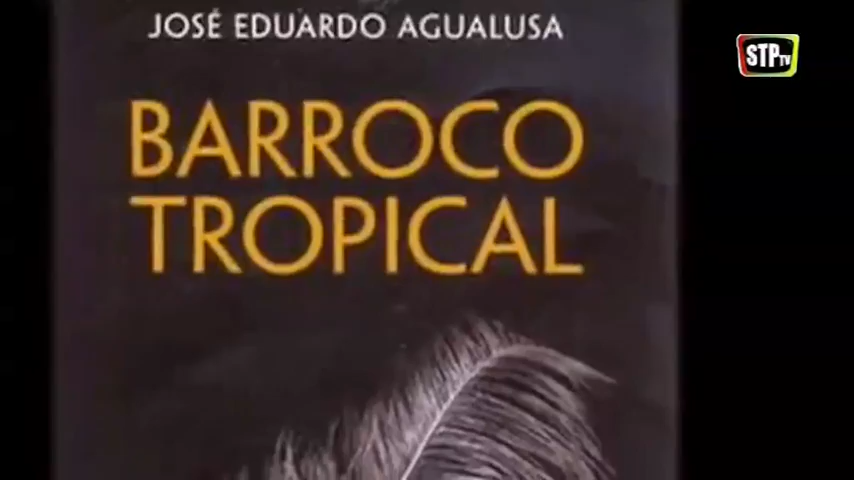 JOSÉ EDUARDO AGUALUSA
STPTV
BARROCO
TROPICAL